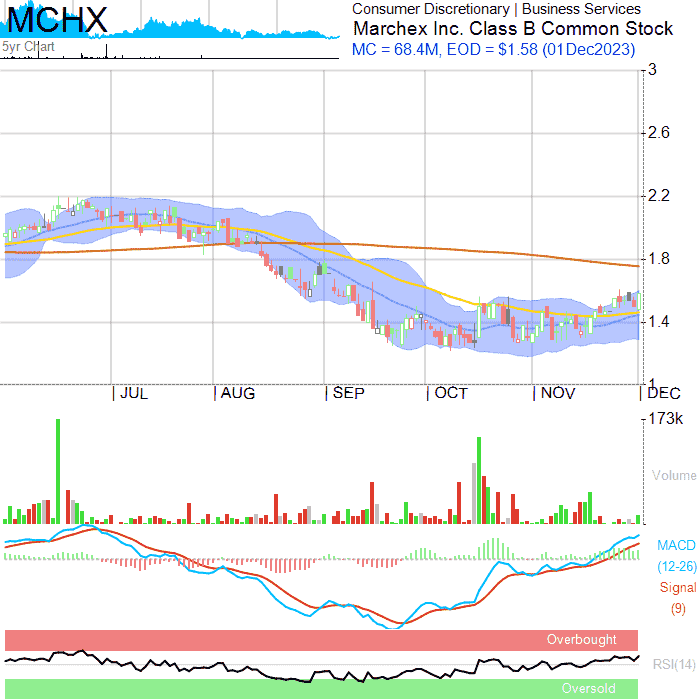 MCHX
5yr Chart
Consumer Discretionary | Business Services
Marchex Inc. Class B Common Stock
MC = 68.4M, EOD = $1.58 (01Dec2023)
3
2.6
2.2
1.8
1.4
1
JUL AUG SEP OCT NOV DEC
173k
Volume
MACD
(12-26)
Signal
(9)
Overbought
RSI(14)
Oversold